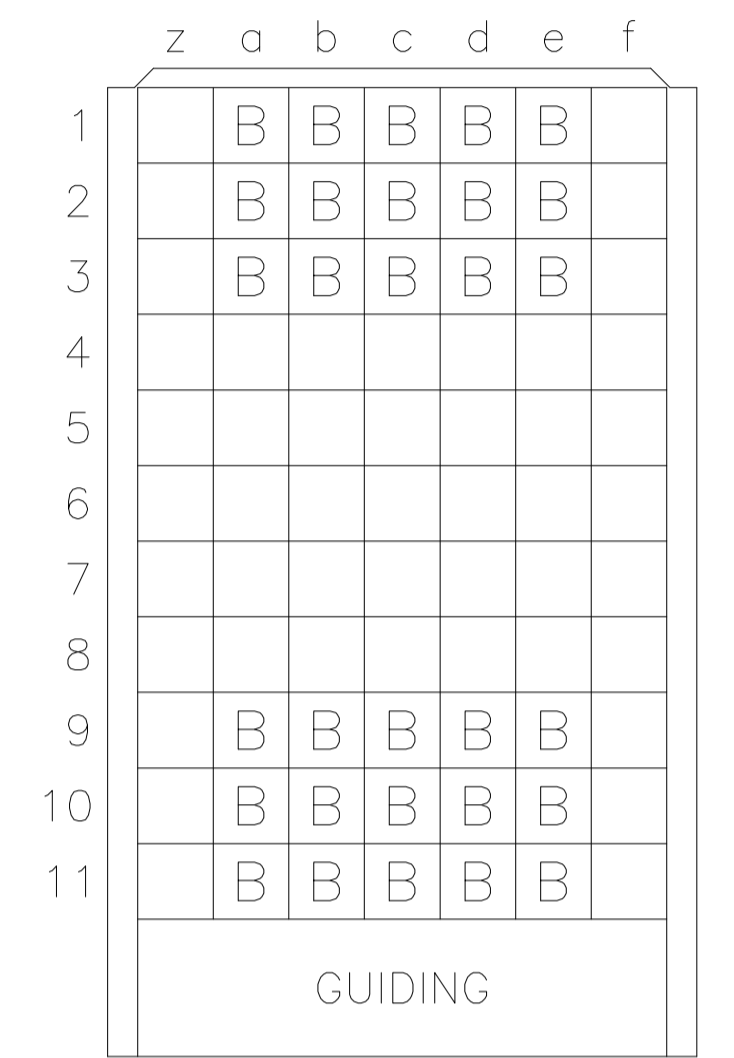 z a b c d e f
1 B B B B B
2 B B B B B
3 B B B B B
4
5
6
7
8
9 B B B B B
10 B B B B B
11 B B B B B
GUIDING